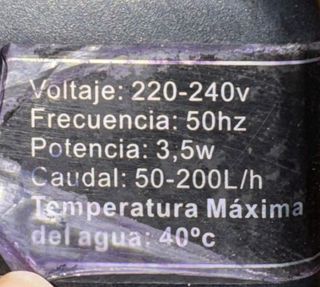 Voltaje: 220-240v
Frecuencia: 50hz
Potencia: 3,5w
Caudal: 50-200L/h
Temperatura Máxima
del agua: 40ºc